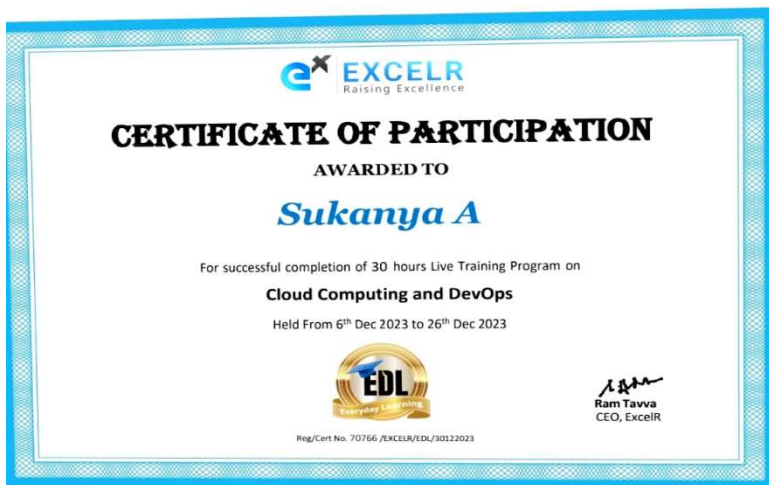 ex EXCELR
Raising Excellence
CERTIFICATE OF PARTICIPATION
AWARDED TO
Sukanya A
For successful completion of 30 hours Live Training Program on
Cloud Computing and DevOps
Held From 6th Dec 2023 to 26th Dec 2023
EDL
Everyday Learning
Ram Tavva
CEO, ExcelR
Reg/Cert No. 70766 /EXCELR/EDL/30122023